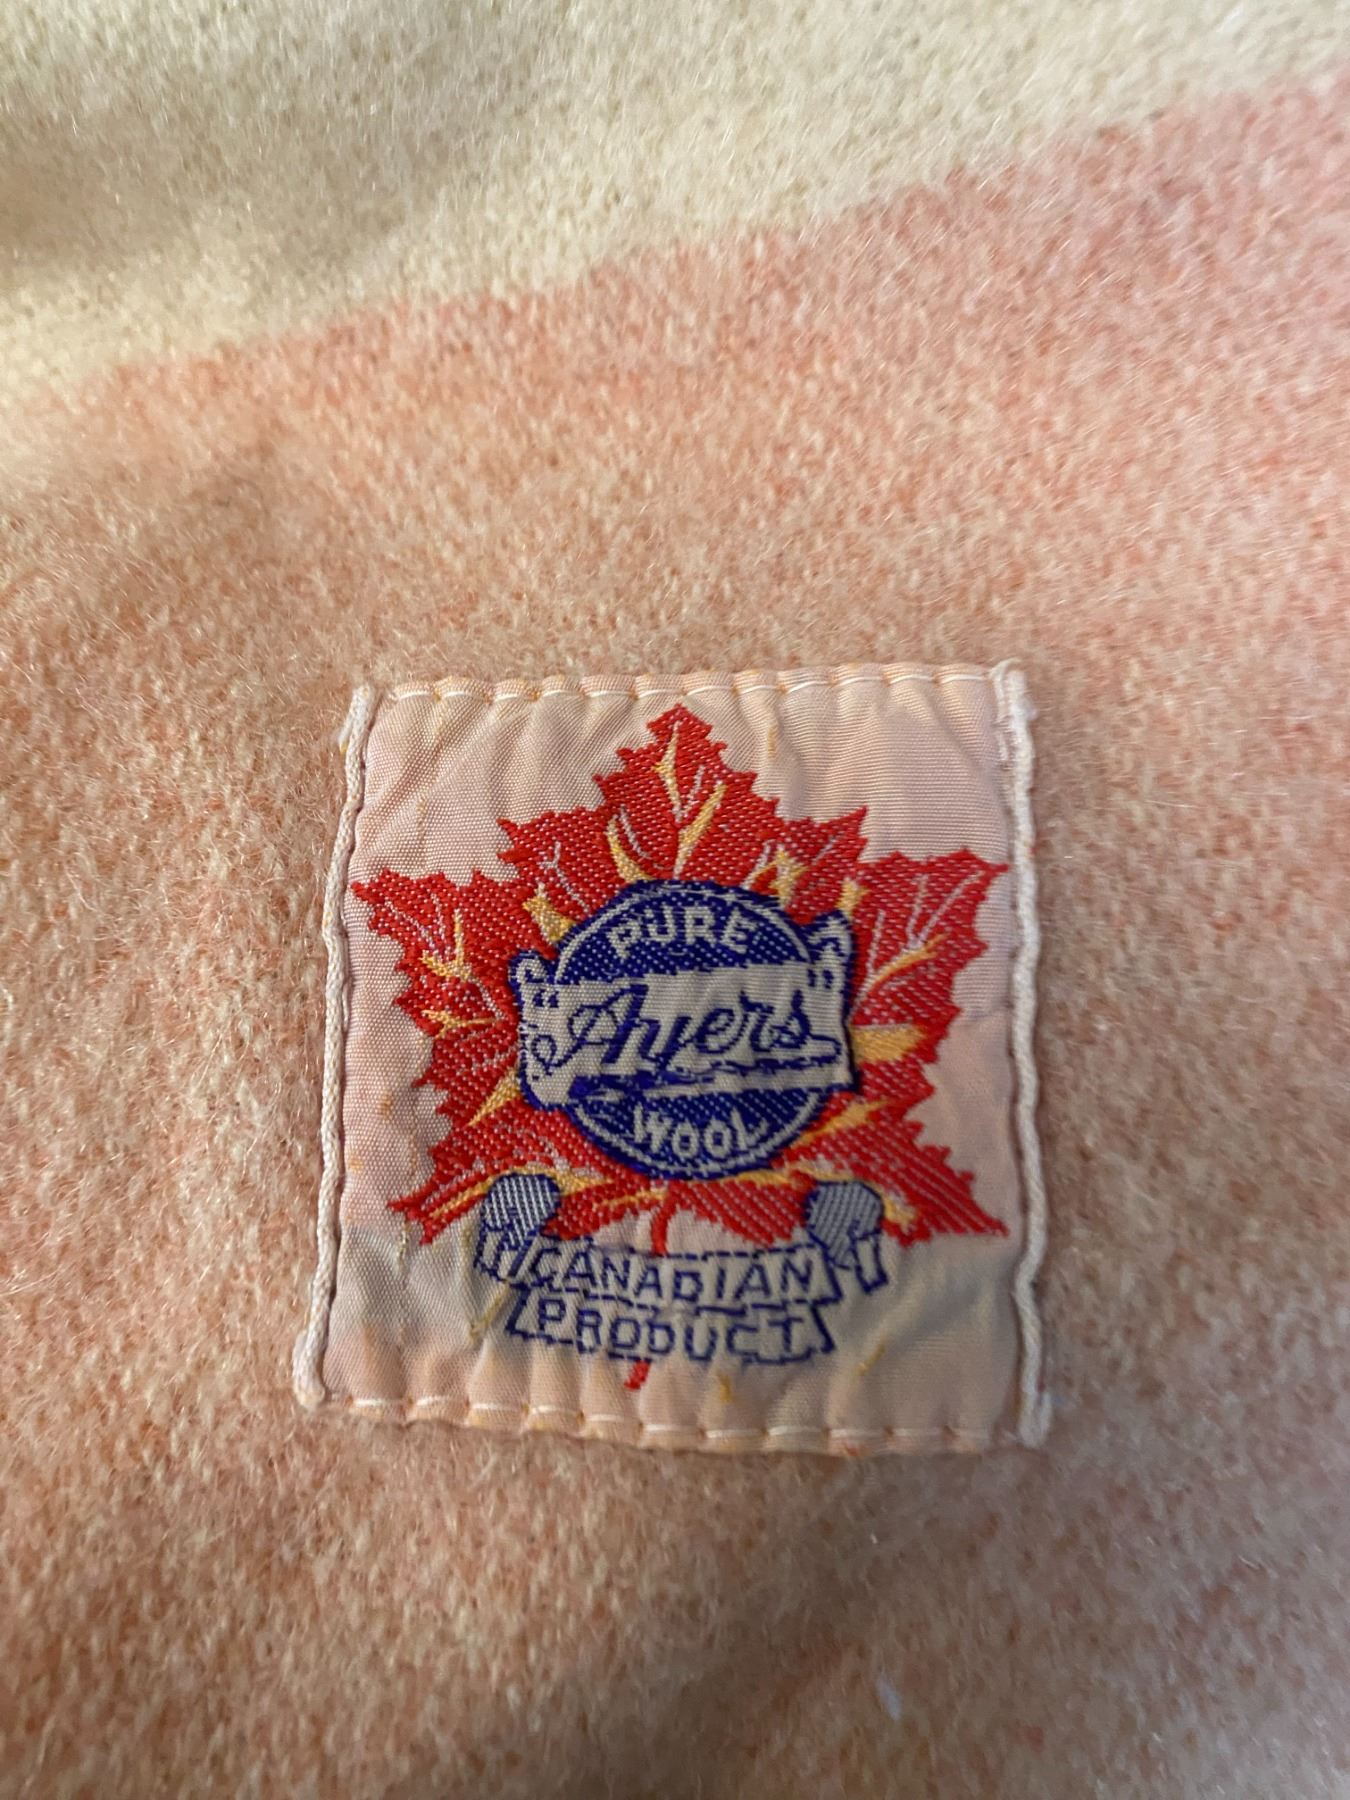 PURE
"Ayers"
WOOL
CANADIAN
PRODUCT